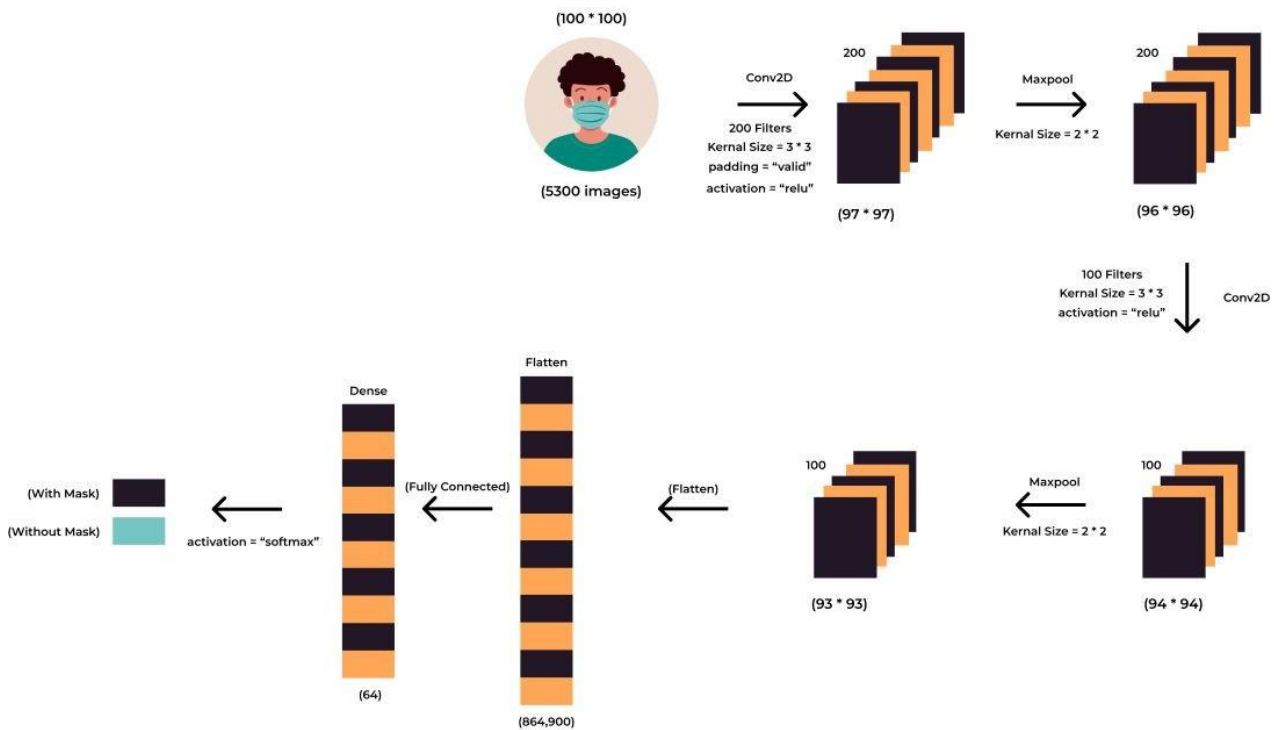 (100 * 100)
(5300 images)
Conv2D
200 Filters
Kernal Size = 3 * 3
padding = “valid”
activation = “relu”
200
(97 * 97)
Maxpool
Kernal Size = 2 * 2
200
(96 * 96)
100 Filters
Kernal Size = 3 * 3
activation = “relu”
Conv2D
100
(94 * 94)
Maxpool
Kernal Size = 2 * 2
100
(93 * 93)
(Flatten)
Flatten
(864,900)
(Fully Connected)
Dense
(64)
activation = “softmax”
(With Mask)
(Without Mask)